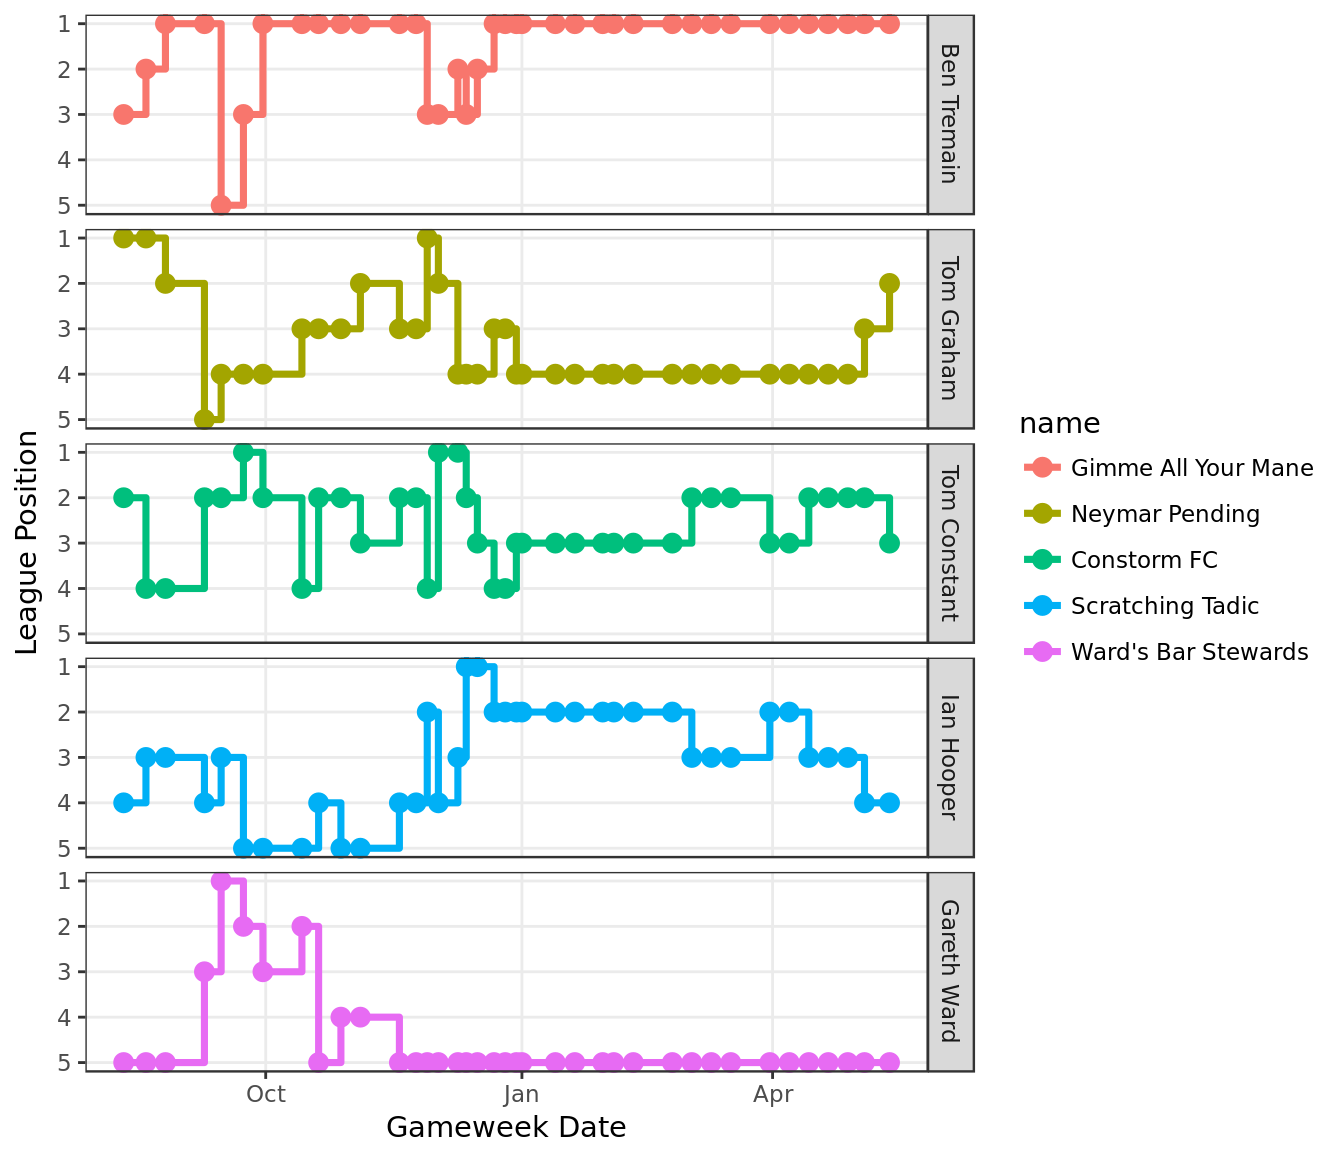 1
2
3
4
5
Ben Tremain
1
2
3
4
5
Tom Graham
1
2
3
4
5
Tom Constant
1
2
3
4
5
Ian Hooper
1
2
3
4
5
Gareth Ward
League Position
Oct
Jan
Apr
Gameweek Date
name
Gimme All Your Mane
Neymar Pending
Constorm FC
Scratching Tadic
Ward's Bar Stewards